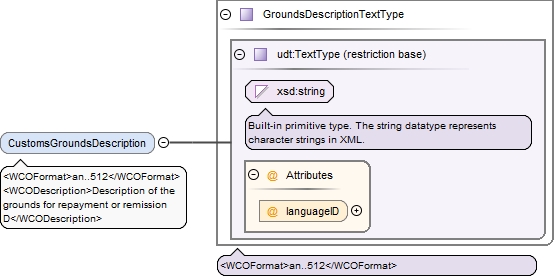 GroundsDescriptionTextType
udt:TextType (restriction base)
xsd:string
Built-in primitive type. The string datatype represents
character strings in XML.
CustomsGroundsDescription
<WCOFormat>an..512</WCOFormat>
<WCODescription>Description of the
grounds for repayment or remission
D</WCODescription>
@ Attributes
@ languageID
<WCOFormat>an..512</WCOFormat>